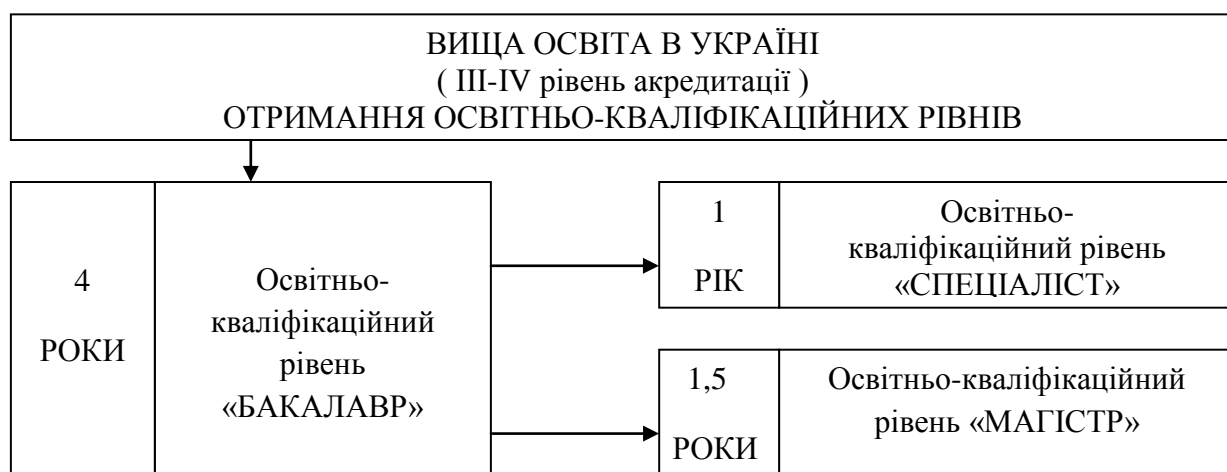 ВИЩА ОСВІТА В УКРАЇНІ
( III-IV рівень акредитації )
ОТРИМАННЯ ОСВІТНЬО-КВАЛІФІКАЦІЙНИХ РІВНІВ
4
РОКИ
Освітньо-
кваліфікаційний
рівень
«БАКАЛАВР»
1
РІК
Освітньо-
кваліфікаційний рівень
«СПЕЦІАЛІСТ»
1,5
РОКИ
Освітньо-кваліфікаційний
рівень «МАГІСТР»